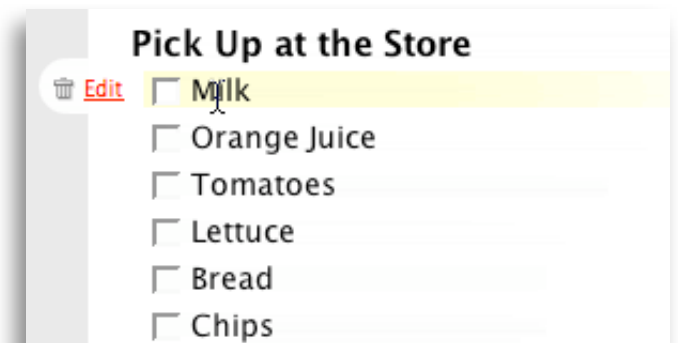 Pick Up at the Store
Edit Milk
Orange Juice
Tomatoes
Lettuce
Bread
Chips